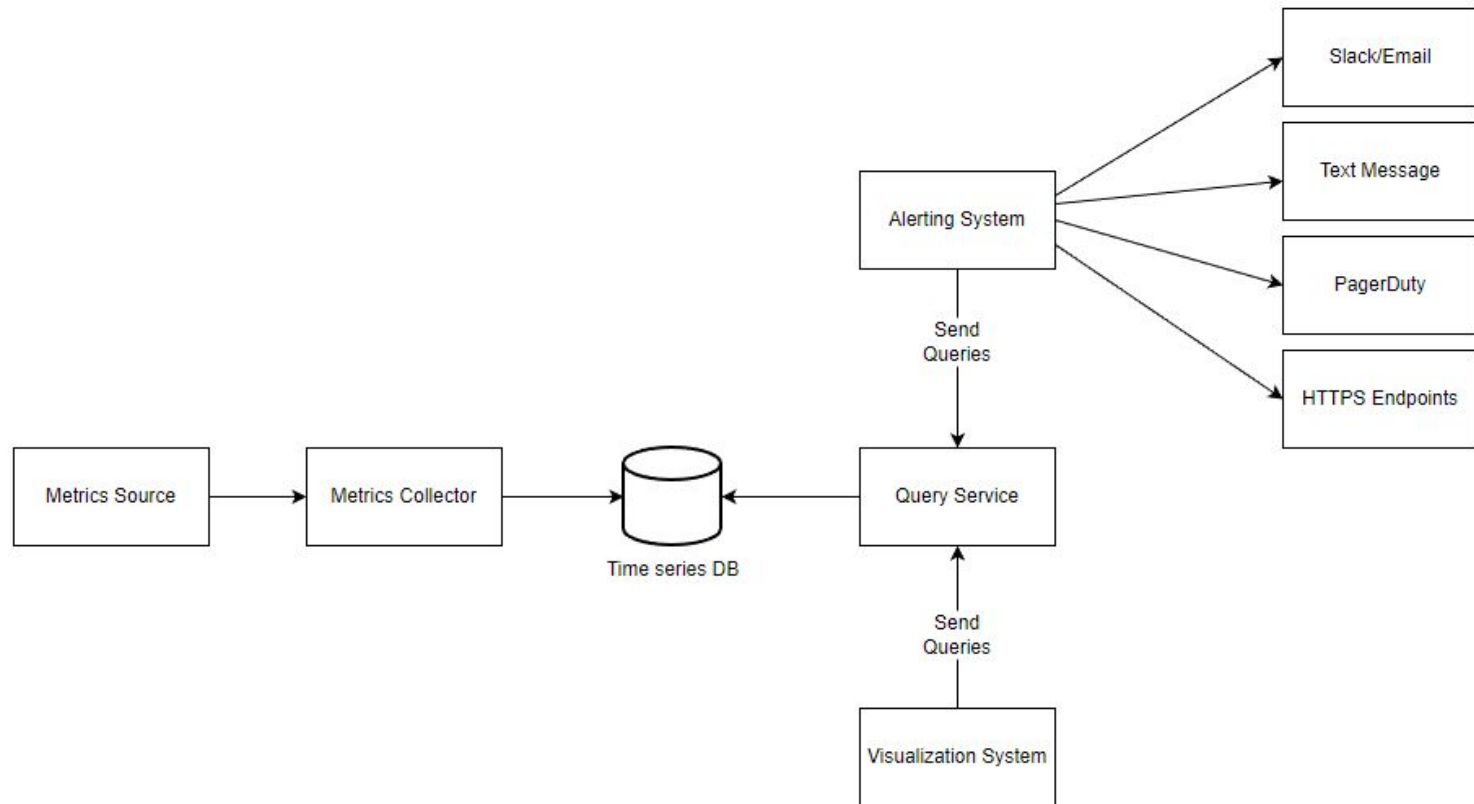 Slack/Email
Text Message
Alerting System
PagerDuty
Send
Queries
HTTPS Endpoints
Metrics Source
Metrics Collector
Query Service
Time series DB
Send
Queries
Visualization System